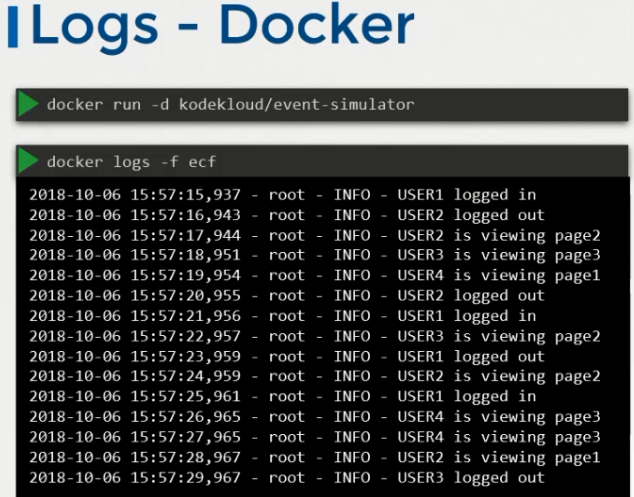 Logs - Docker
docker run -d kodekloud/event-simulator
docker logs -f ecf
2018-10-06 15:57:15,937 - root - INFO - USER1 logged in
2018-10-06 15:57:16,943 - root - INFO - USER2 logged out
2018-10-06 15:57:17,944 - root - INFO - USER2 is viewing page2
2018-10-06 15:57:18,951 - root - INFO - USER3 is viewing page3
2018-10-06 15:57:19,954 - root - INFO - USER4 is viewing page1
2018-10-06 15:57:20,955 - root - INFO - USER2 logged out
2018-10-06 15:57:21,956 - root - INFO - USER1 logged in
2018-10-06 15:57:22,957 - root - INFO - USER3 is viewing page2
2018-10-06 15:57:23,959 - root - INFO - USER1 logged out
2018-10-06 15:57:24,959 - root - INFO - USER2 is viewing page2
2018-10-06 15:57:25,961 - root - INFO - USER1 logged in
2018-10-06 15:57:26,965 - root - INFO - USER4 is viewing page3
2018-10-06 15:57:27,965 - root - INFO - USER4 is viewing page3
2018-10-06 15:57:28,967 - root - INFO - USER2 is viewing page1
2018-10-06 15:57:29,967 - root - INFO - USER3 logged out